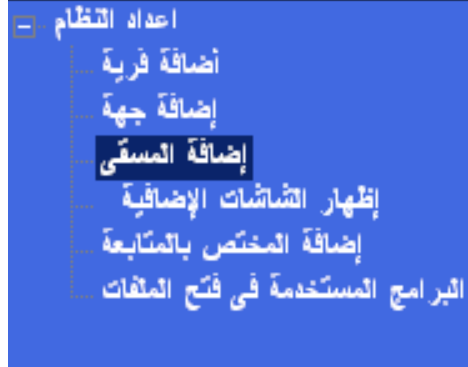 اعداد النظام
أضافة قرية
إضافة جهة
إضافة المسقى
إظهار الشاشات الإضافية
إضافة المختص بالمتابعة
البرامج المستخدمة فى فتح الملفات